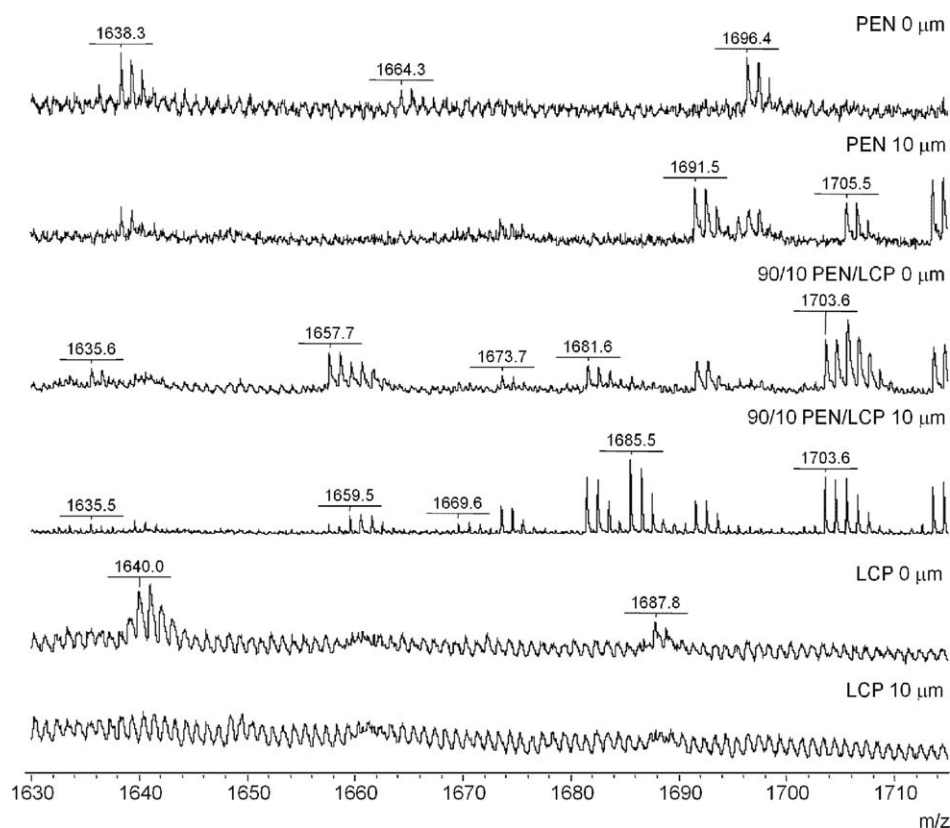 PEN 0 μm
1638.3
1664.3
1696.4
PEN 10 μm
1691.5
1705.5
90/10 PEN/LCP 0 μm
1635.6
1657.7
1673.7
1681.6
1703.6
90/10 PEN/LCP 10 μm
1635.5
1659.5
1669.6
1685.5
1703.6
LCP 0 μm
1640.0
1687.8
LCP 10 μm
1630 1640 1650 1660 1670 1680 1690 1700 1710
m/z